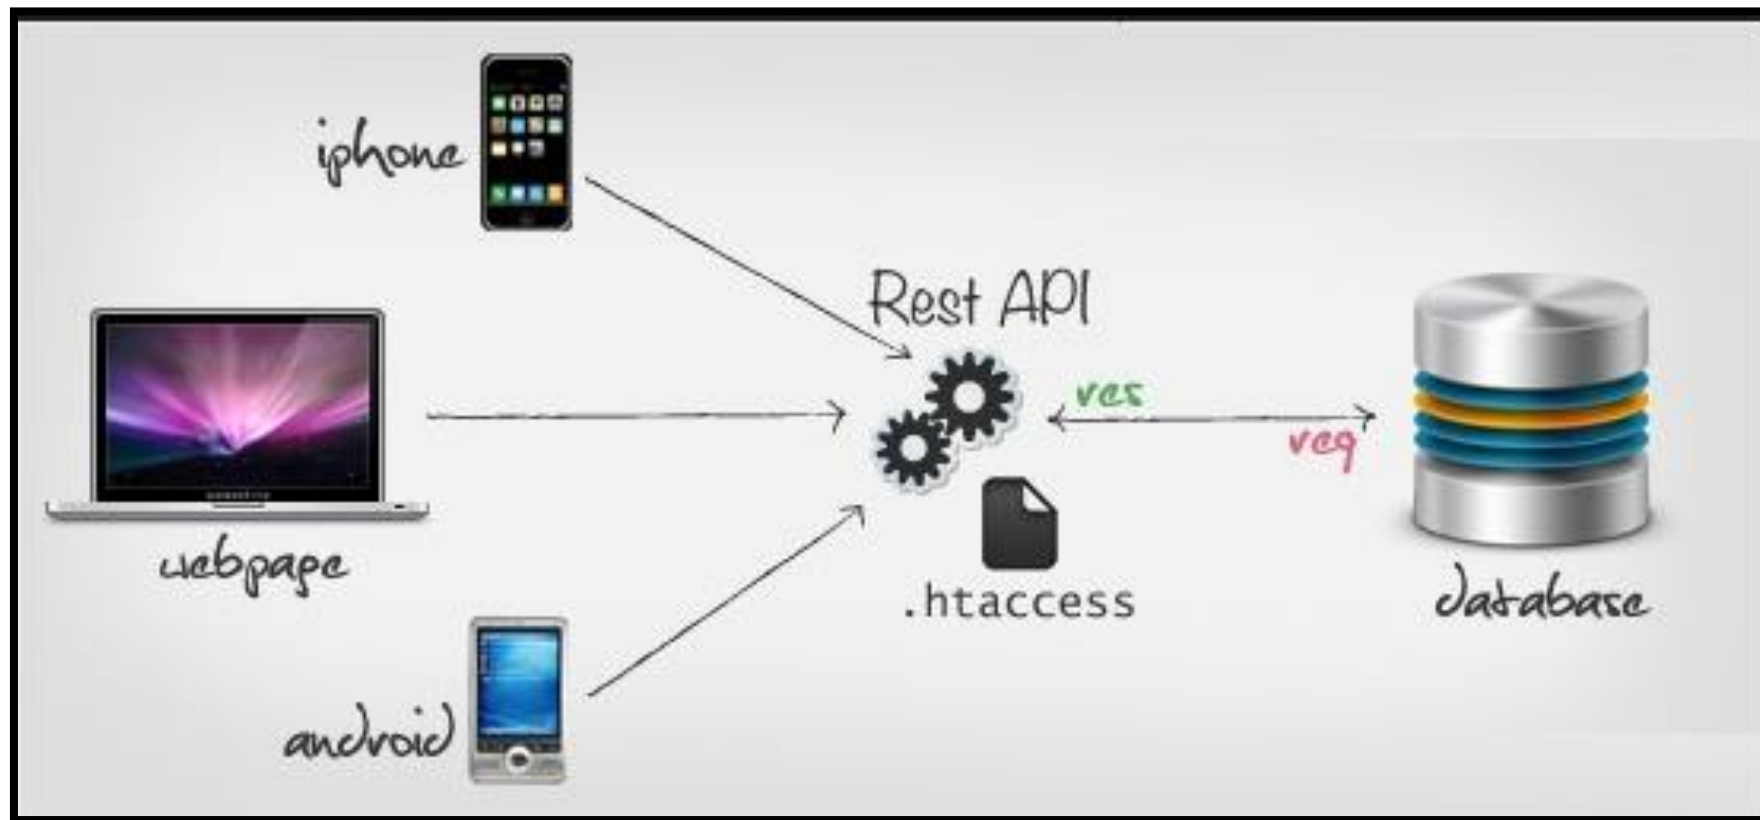 iphone
Rest API
res
req
webpage
.htaccess
database
android